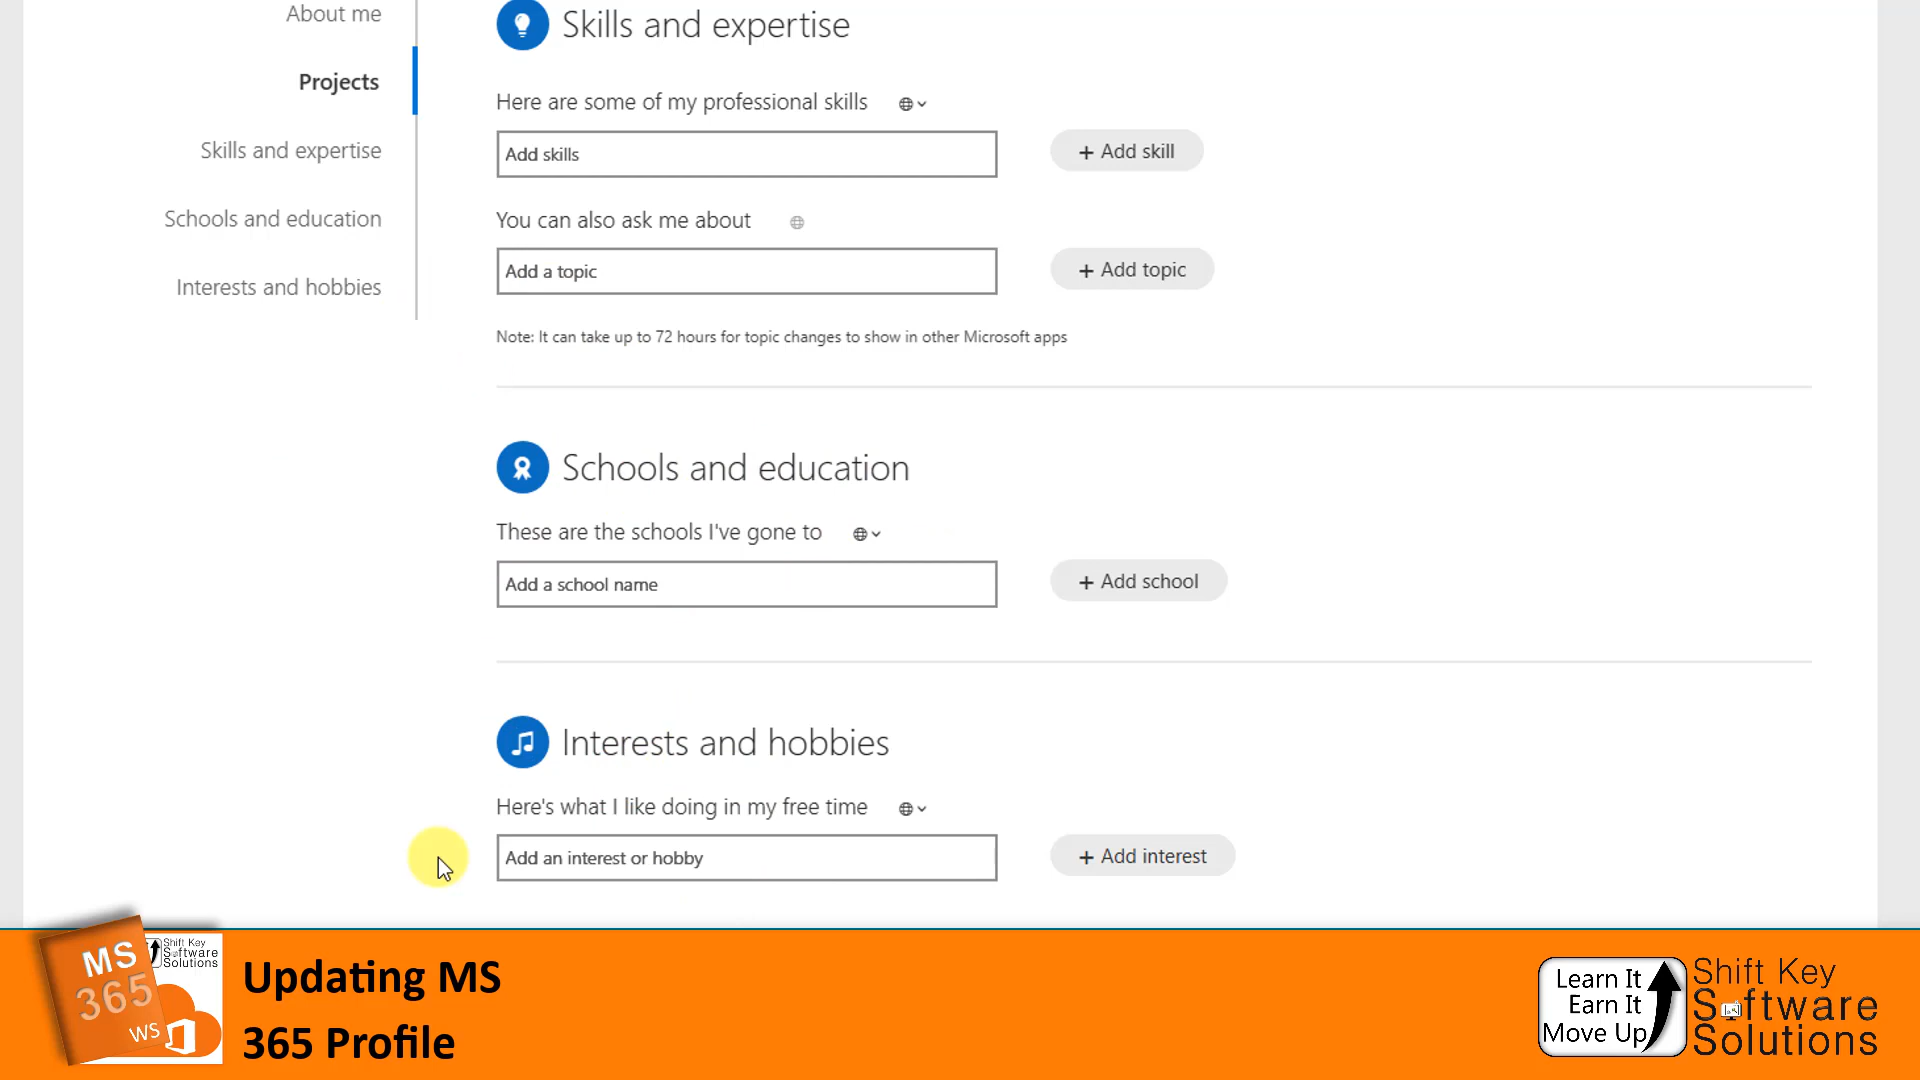 About me
Projects
Skills and expertise
Schools and education
Interests and hobbies
Skills and expertise
Here are some of my professional skills
Add skills
+ Add skill
You can also ask me about
Add a topic
+ Add topic
Note: It can take up to 72 hours for topic changes to show in other Microsoft apps
Schools and education
These are the schools I've gone to
Add a school name
+ Add school
Interests and hobbies
Here's what I like doing in my free time
Add an interest or hobby
+ Add interest
MS
365
WS
Shift Key
Software
Solutions
Updating MS
365 Profile
Learn It
Earn It
Move Up
Shift Key
Software
Solutions